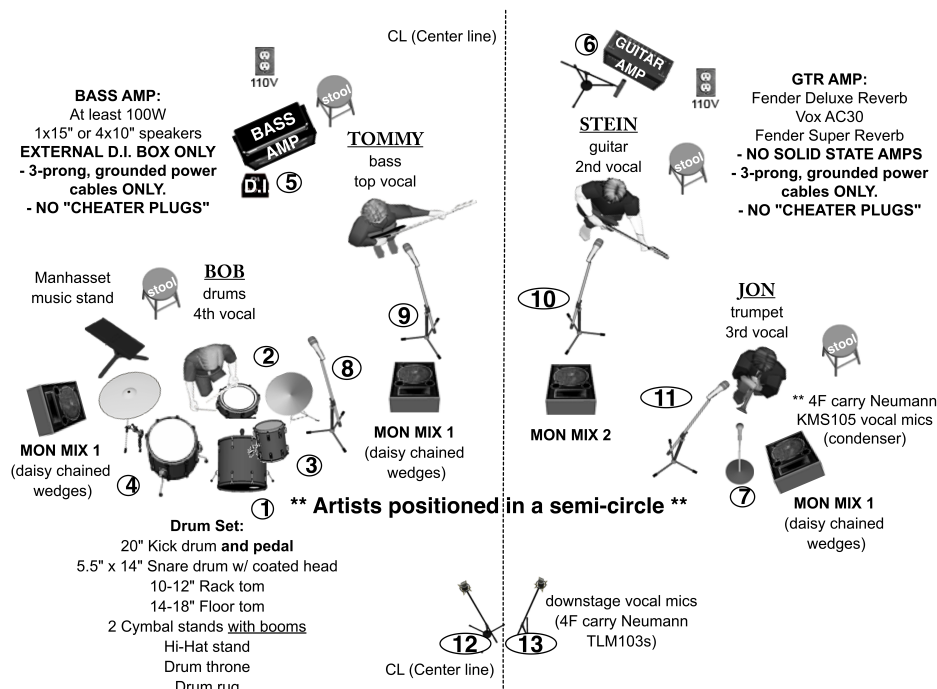 CL (Center line)
6
GUITAR
AMP
110V
stool
110V
BASS AMP:
At least 100W
1x15" or 4x10" speakers
EXTERNAL D.I. BOX ONLY
- 3-prong, grounded power
cables ONLY.
- NO "CHEATER PLUGS"
BASS
AMP
D.I
5
TOMMY
bass
top vocal
STEIN
guitar
2nd vocal
stool
GTR AMP:
Fender Deluxe Reverb
Vox AC30
Fender Super Reverb
- NO SOLID STATE AMPS
- 3-prong, grounded power
cables ONLY.
- NO "CHEATER PLUGS"
Manhasset
music stand
stool
BOB
drums
4th vocal
2
8
9
10
JON
trumpet
3rd vocal
stool
11
** 4F carry Neumann
KMS105 vocal mics
(condenser)
MON MIX 1
(daisy chained
wedges)
4
3
1
MON MIX 1
(daisy chained
wedges)
MON MIX 2
7
MON MIX 1
(daisy chained
wedges)
** Artists positioned in a semi-circle **
Drum Set:
20" Kick drum and pedal
5.5" x 14" Snare drum w/ coated head
10-12" Rack tom
14-18" Floor tom
2 Cymbal stands with booms
Hi-Hat stand
Drum throne
Drum rug
12
13
downstage vocal mics
(4F carry Neumann
TLM103s)
CL (Center line)